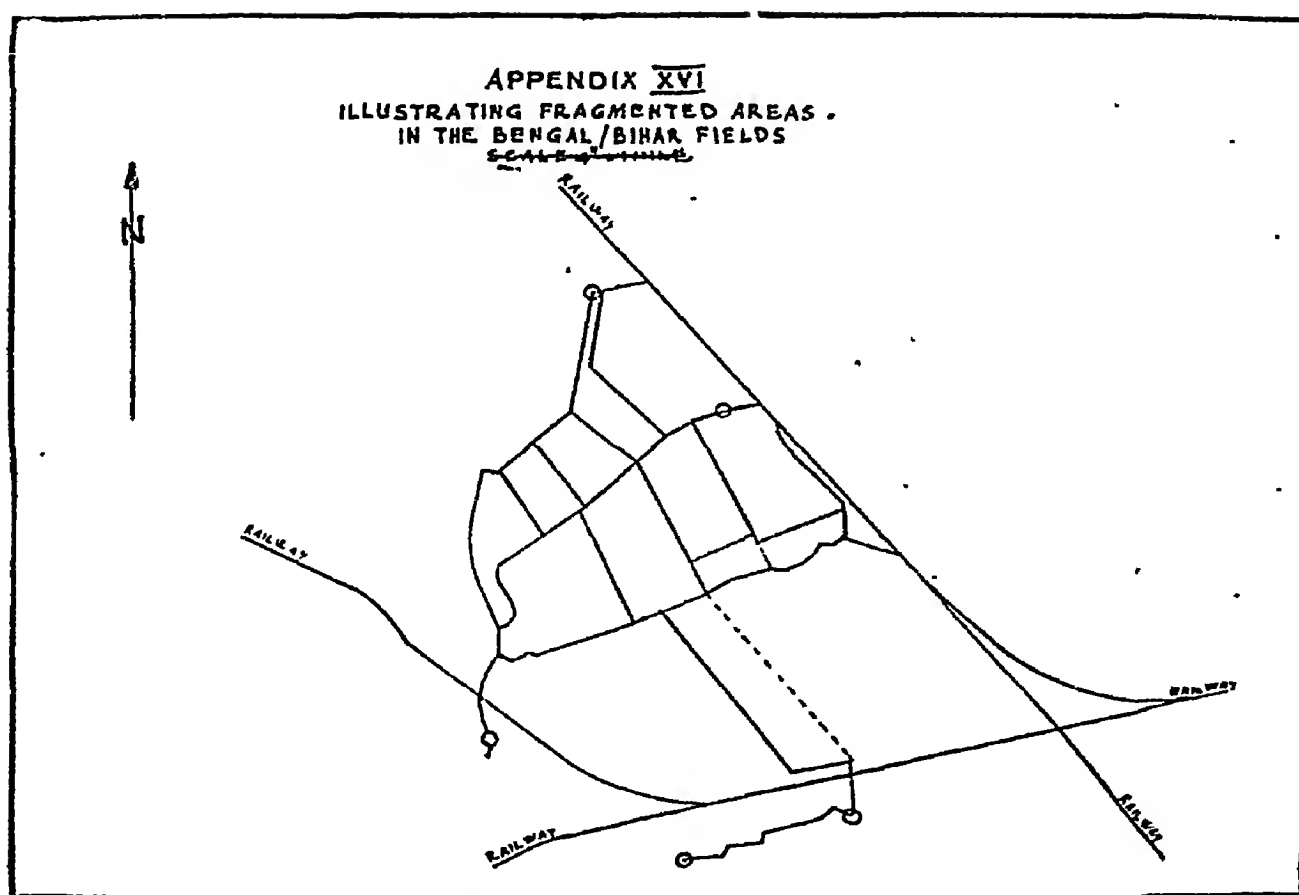 APPENDIX XVI
ILLUSTRATING FRAGMENTED AREAS.
IN THE BENGAL/BIHAR FIELDS
RAILWAY
N
RAILWAY
RAILWAY
RAILWAY
RAILWAY